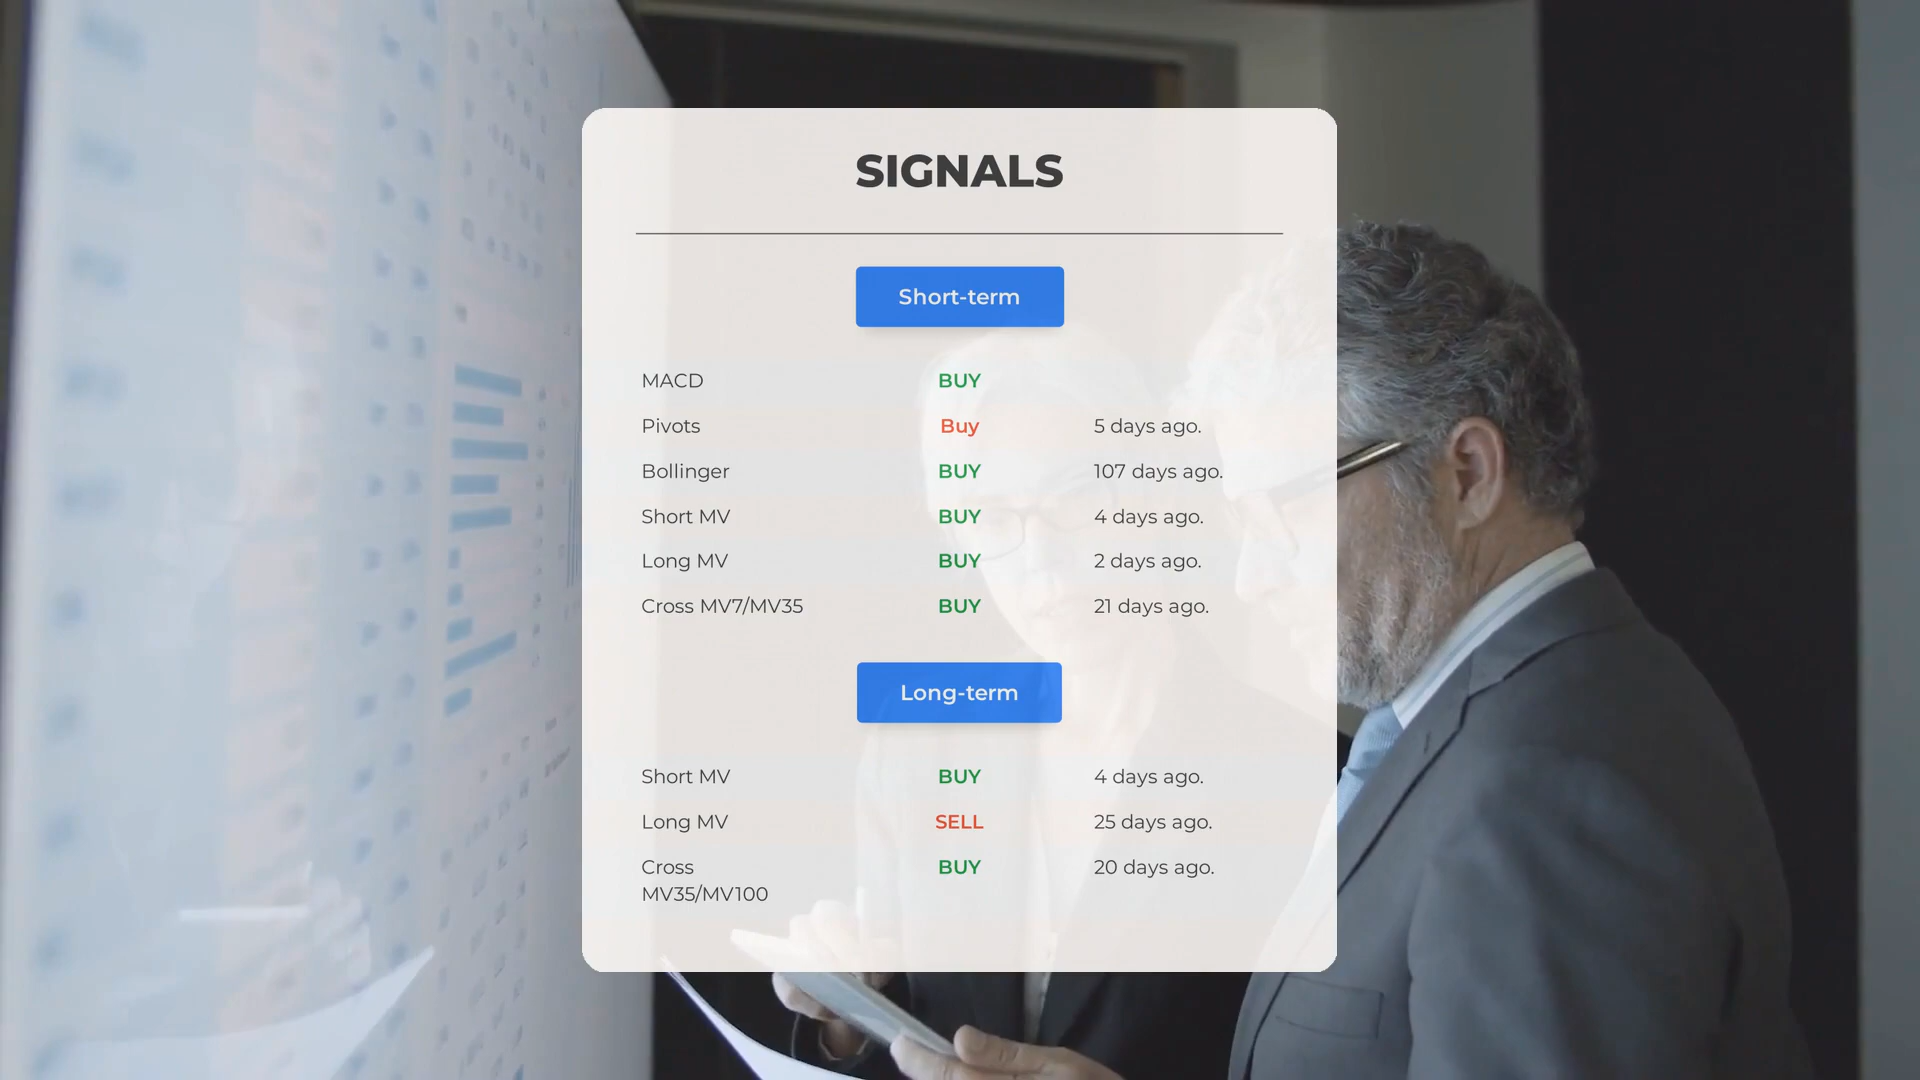 SIGNALS
Short-term
MACD BUY
Pivots Buy 5 days ago.
Bollinger BUY 107 days ago.
Short MV BUY 4 days ago.
Long MV BUY 2 days ago.
Cross MV7/MV35 BUY 21 days ago.
Long-term
Short MV BUY 4 days ago.
Long MV SELL 25 days ago.
Cross BUY 20 days ago.
MV35/MV100